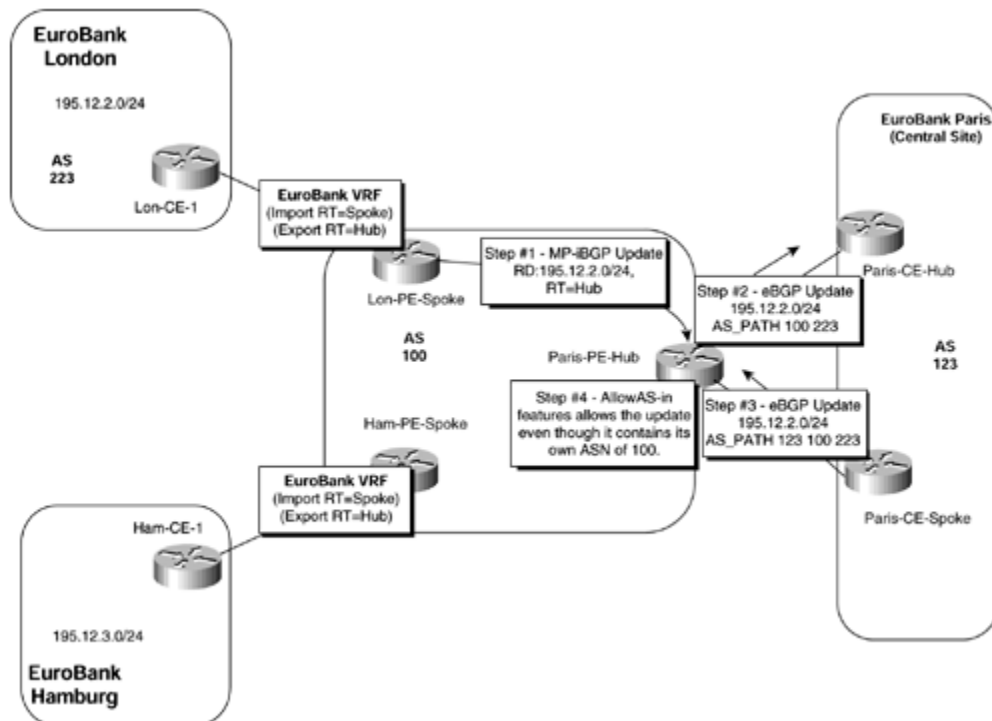 EuroBank
London
195.12.2.0/24
AS
223
Lon-CE-1
EuroBank VRF
(Import RT=Spoke)
(Export RT=Hub)
Lon-PE-Spoke
Step #1 - MP-iBGP Update
RD:195.12.2.0/24,
RT=Hub
AS
100
Paris-PE-Hub
EuroBank Paris
(Central Site)
Paris-CE-Hub
Step #2 - eBGP Update
195.12.2.0/24
AS_PATH 100 223
AS
123
Step #3 - eBGP Update
195.12.2.0/24
AS_PATH 123 100 223
Paris-CE-Spoke
Step #4 - AllowAS-in
features allows the update
even though it contains its
own ASN of 100.
Ham-PE-Spoke
EuroBank VRF
(Import RT=Spoke)
(Export RT=Hub)
Ham-CE-1
195.12.3.0/24
EuroBank
Hamburg